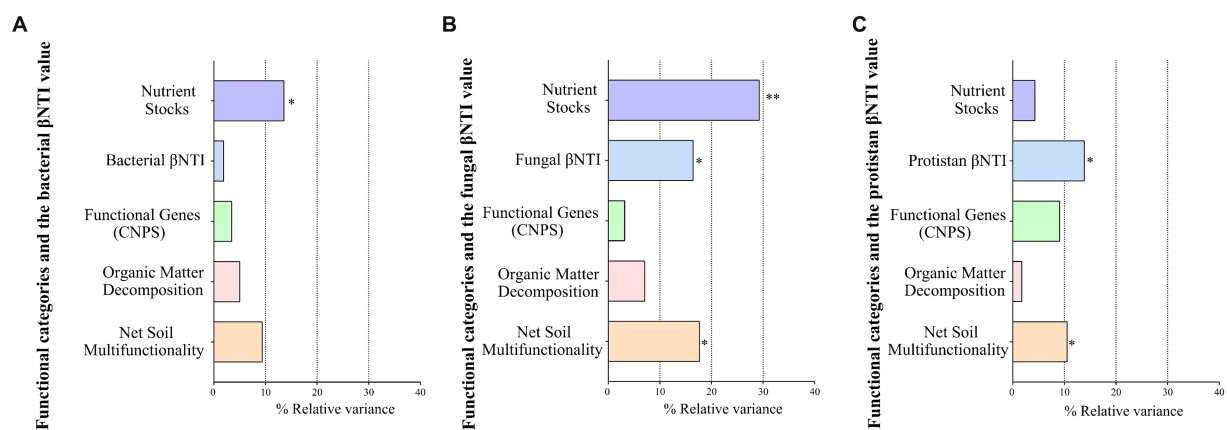 A
Functional categories and the bacterial βNTI value
Nutrient
Stocks
*
Bacterial βNTI
Functional Genes
(CNPS)
Organic Matter
Decomposition
Net Soil
Multifunctionality
0 10 20 30 40
% Relative variance
B
Functional categories and the fungal βNTI value
Nutrient
Stocks
**
Fungal βNTI
*
Functional Genes
(CNPS)
Organic Matter
Decomposition
Net Soil
Multifunctionality
*
0 10 20 30 40
% Relative variance
C
Functional categories and the protistan βNTI value
Nutrient
Stocks
Protistan βNTI
*
Functional Genes
(CNPS)
Organic Matter
Decomposition
Net Soil
Multifunctionality
*
0 10 20 30 40
% Relative variance